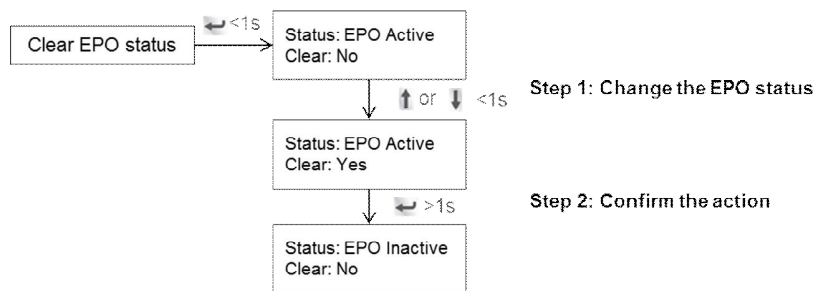 <1s
Clear EPO status
Status: EPO Active
Clear: No
or <1s
Step 1: Change the EPO status
Status: EPO Active
Clear: Yes
>1s
Step 2: Confirm the action
Status: EPO Inactive
Clear: No